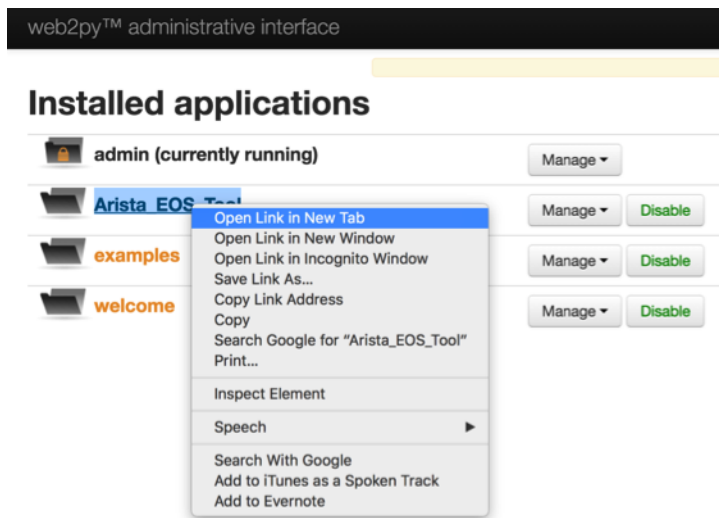 web2py™ administrative interface
Installed applications
admin (currently running)
Manage
Arista_EOS_Tool
Manage
Disable
examples
Manage
Disable
welcome
Manage
Disable
Open Link in New Tab
Open Link in New Window
Open Link in Incognito Window
Save Link As...
Copy Link Address
Copy
Search Google for “Arista_EOS_Tool”
Print...
Inspect Element
Speech
Search With Google
Add to iTunes as a Spoken Track
Add to Evernote